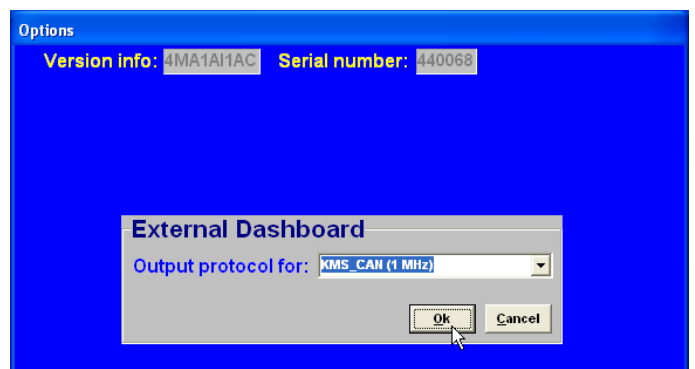 Options
Version info: 4MA1AI1AC Serial number: 440068
External Dashboard
Output protocol for: KMS_CAN (1 MHz)
Ok Cancel